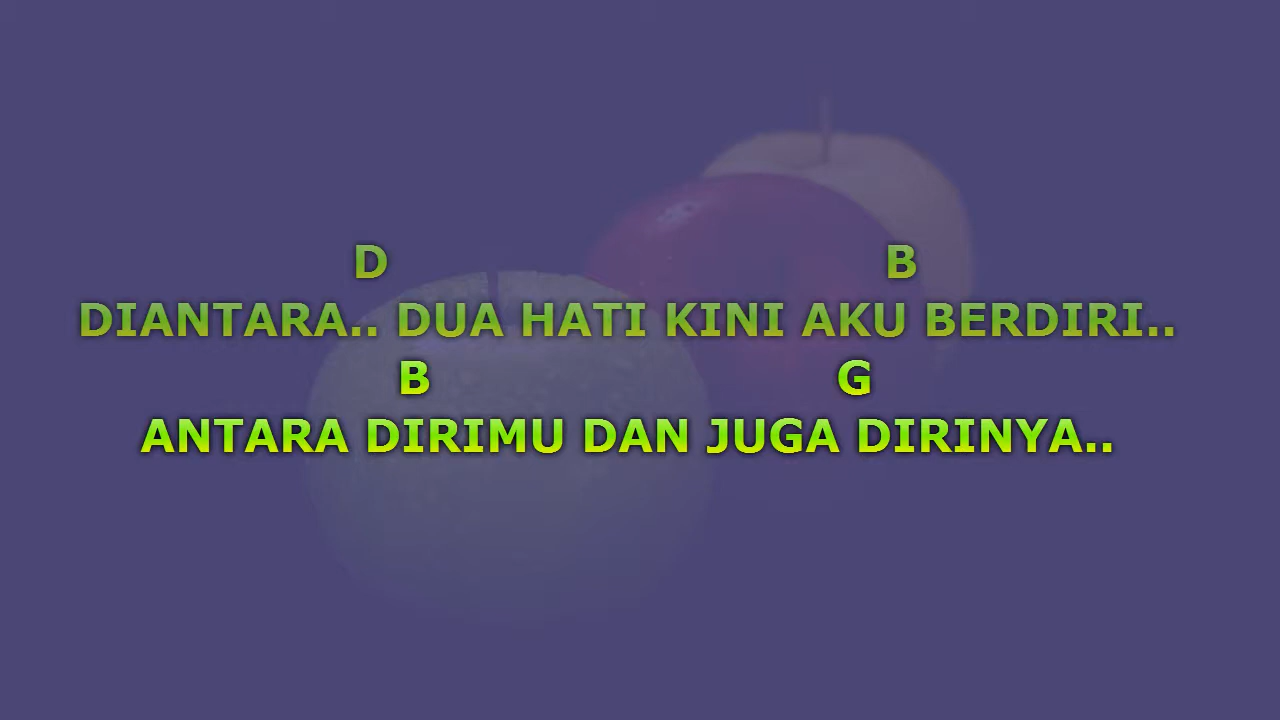 D B
DIANTARA.. DUA HATI KINI AKU BERDIRI..
B G
ANTARA DIRIMU DAN JUGA DIRINYA..